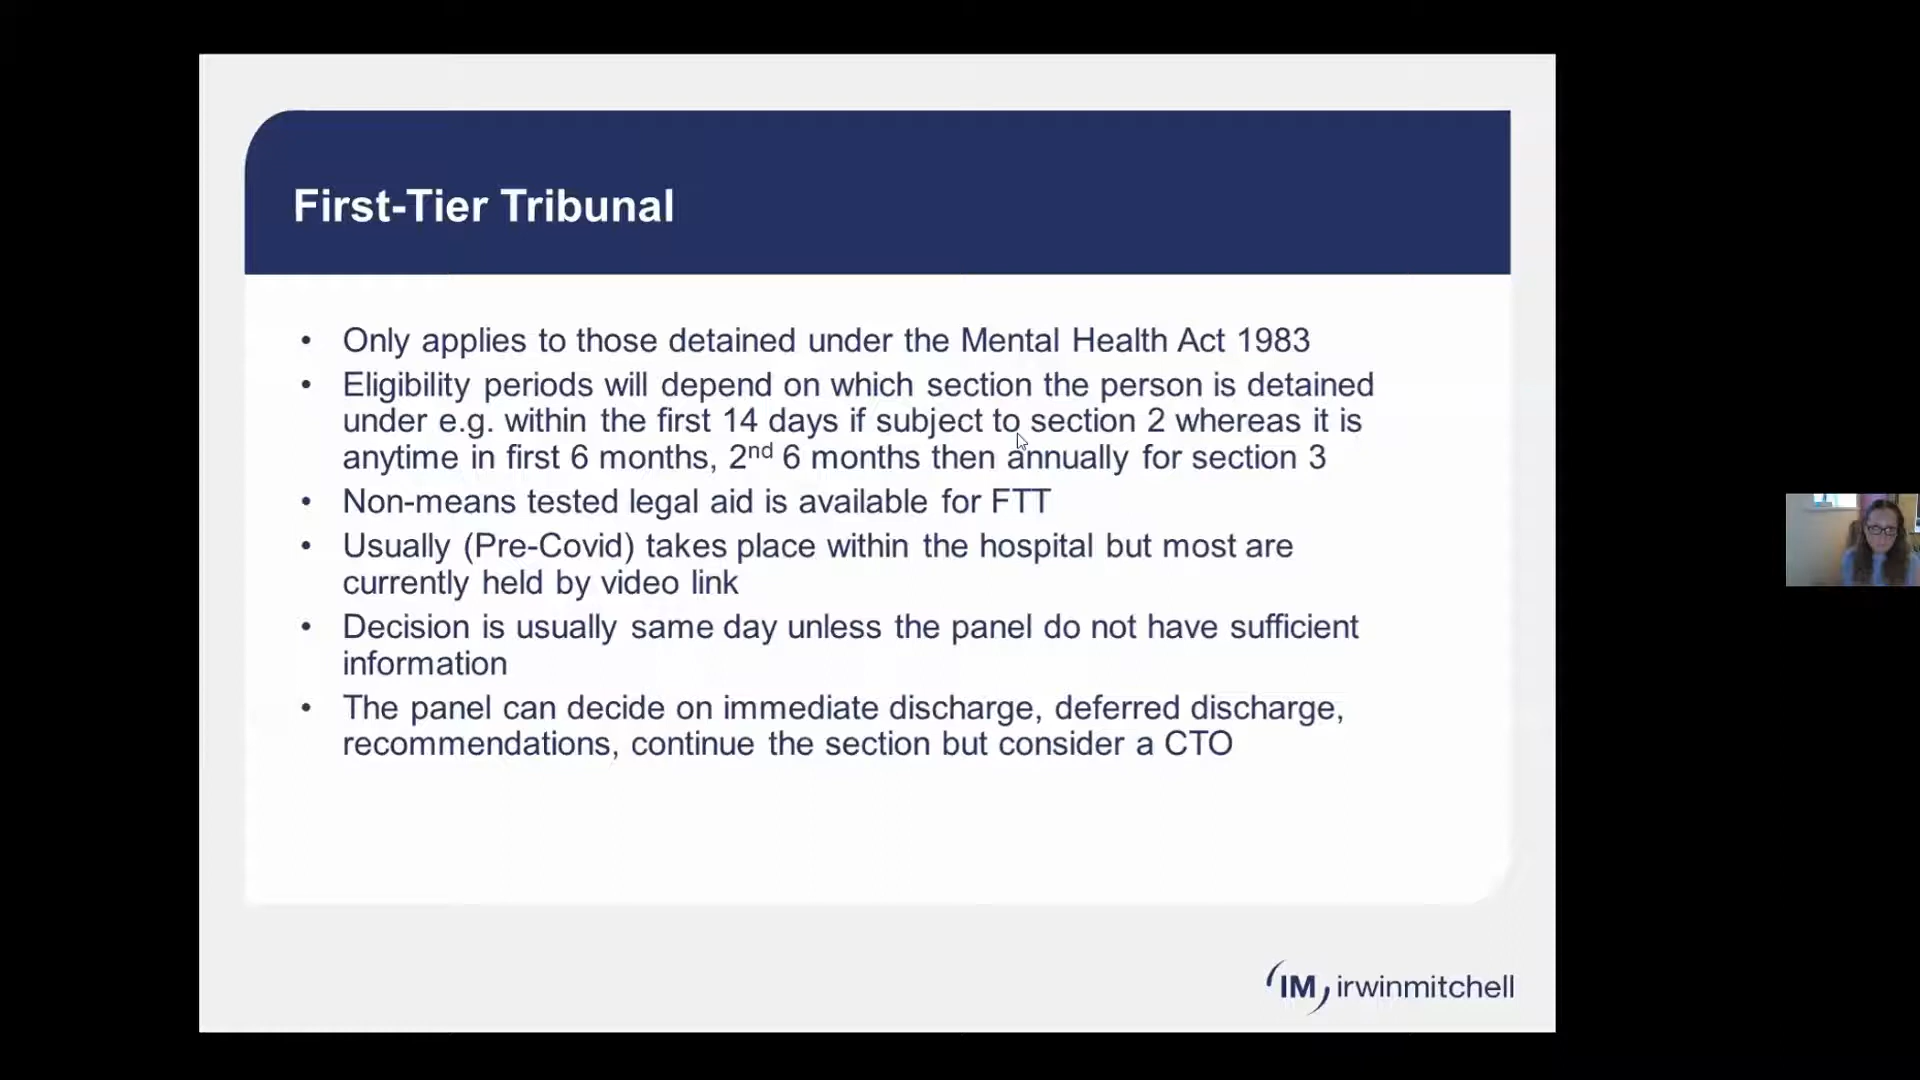 First-Tier Tribunal
• Only applies to those detained under the Mental Health Act 1983
• Eligibility periods will depend on which section the person is detained
under e.g. within the first 14 days if subject to section 2 whereas it is
anytime in first 6 months, 2nd 6 months then annually for section 3
• Non-means tested legal aid is available for FTT
• Usually (Pre-Covid) takes place within the hospital but most are
currently held by video link
• Decision is usually same day unless the panel do not have sufficient
information
• The panel can decide on immediate discharge, deferred discharge,
recommendations, continue the section but consider a CTO
IM irwinmitchell